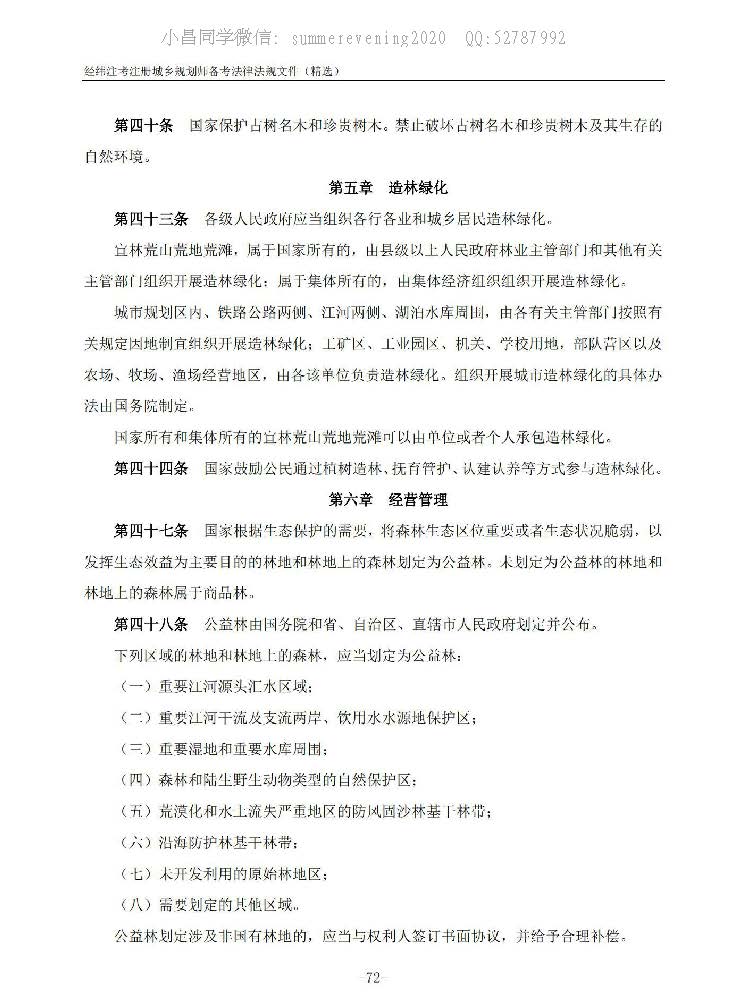 小昌同学微信: summerevening2020 QQ:52787992
经纬注考注册城乡规划师备考法律法规文件（精选）
第四十条 国家保护古树名木和珍贵树木。禁止破坏古树名木和珍贵树木及其生存的
自然环境。
第五章 造林绿化
第四十三条 各级人民政府应当组织各行各业和城乡居民造林绿化。
宜林荒山荒地荒滩，属于国家所有的，由县级以上人民政府林业主管部门和其他有关
主管部门组织开展造林绿化；属于集体所有的，由集体经济组织组织开展造林绿化。
城市规划区内、铁路公路两侧、江河两侧、湖泊水库周围，由各有关主管部门按照有
关规定因地制宜组织开展造林绿化；工矿区、工业园区、机关、学校用地，部队营区以及
农场、牧场、渔场经营地区，由各该单位负责造林绿化。组织开展城市造林绿化的具体办
法由国务院制定。
国家所有和集体所有的宜林荒山荒地荒滩可以由单位或者个人承包造林绿化。
第四十四条 国家鼓励公民通过植树造林、抚育管护、认建认养等方式参与造林绿化。
第六章 经营管理
第四十七条 国家根据生态保护的需要，将森林生态区位重要或者生态状况脆弱，以
发挥生态效益为主要目的的林地和林地上的森林划定为公益林。未划定为公益林的林地和
林地上的森林属于商品林。
第四十八条 公益林由国务院和省、自治区、直辖市人民政府划定并公布。
下列区域的林地和林地上的森林，应当划定为公益林：
（一）重要江河源头汇水区域；
（二）重要江河干流及支流两岸、饮用水水源地保护区；
（三）重要湿地和重要水库周围；
（四）森林和陆生野生动物类型的自然保护区；
（五）荒漠化和水土流失严重地区的防风固沙林基干林带；
（六）沿海防护林基干林带；
（七）未开发利用的原始林地区；
（八）需要划定的其他区域。
公益林划定涉及非国有林地的，应当与权利人签订书面协议，并给予合理补偿。
-72-